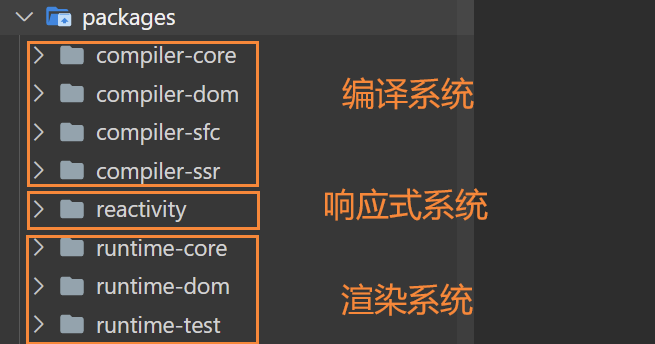 packages
compiler-core
compiler-dom
编译系统
compiler-sfc
compiler-ssr
reactivity
响应式系统
runtime-core
runtime-dom
渲染系统
runtime-test